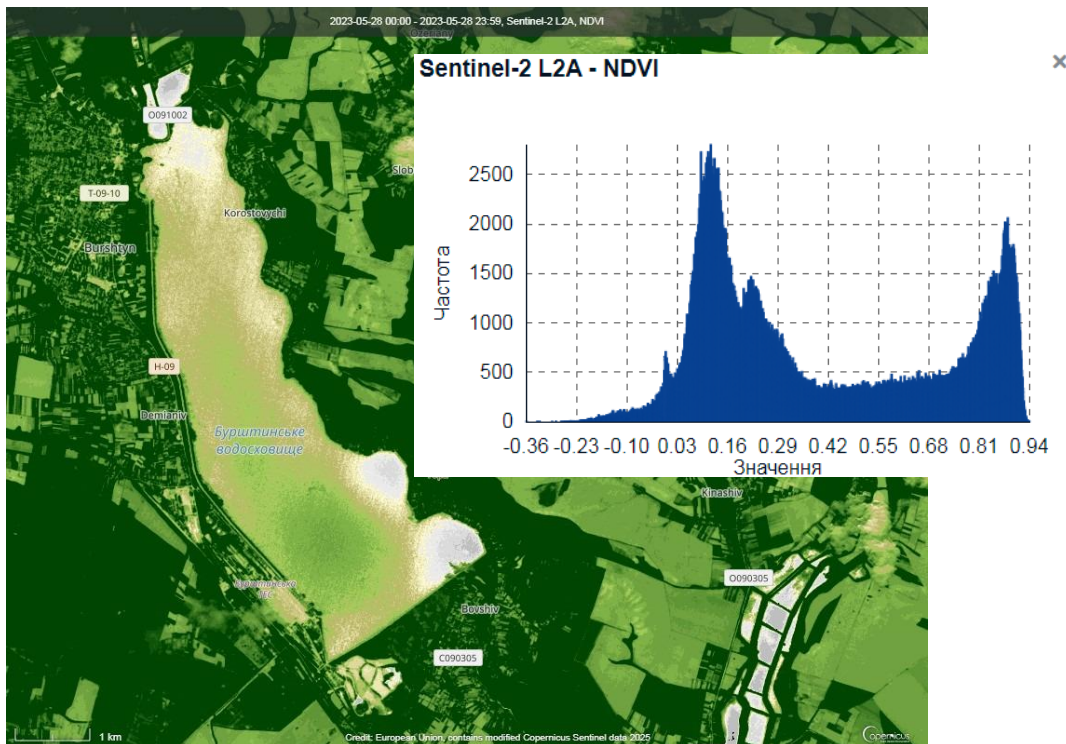 2023-05-28 00:00 - 2023-05-28 23:59, Sentinel-2 L2A, NDVI
Sentinel-2 L2A - NDVI
O091002
T-09-10
Korostovychi
Burshtyn
H-09
Demianiv
Бурштинське
водосховище
Бурштинська
ТЕС
Bovshiv
C090305
Kinashiv
O090305
Slob
2500
2000
1500
1000
500
0
Частота
-0.36 -0.23 -0.10 0.03 0.16 0.29 0.42 0.55 0.68 0.81 0.94
Значення
1 km
Credit: European Union, contains modified Copernicus Sentinel data 2025
opernicus